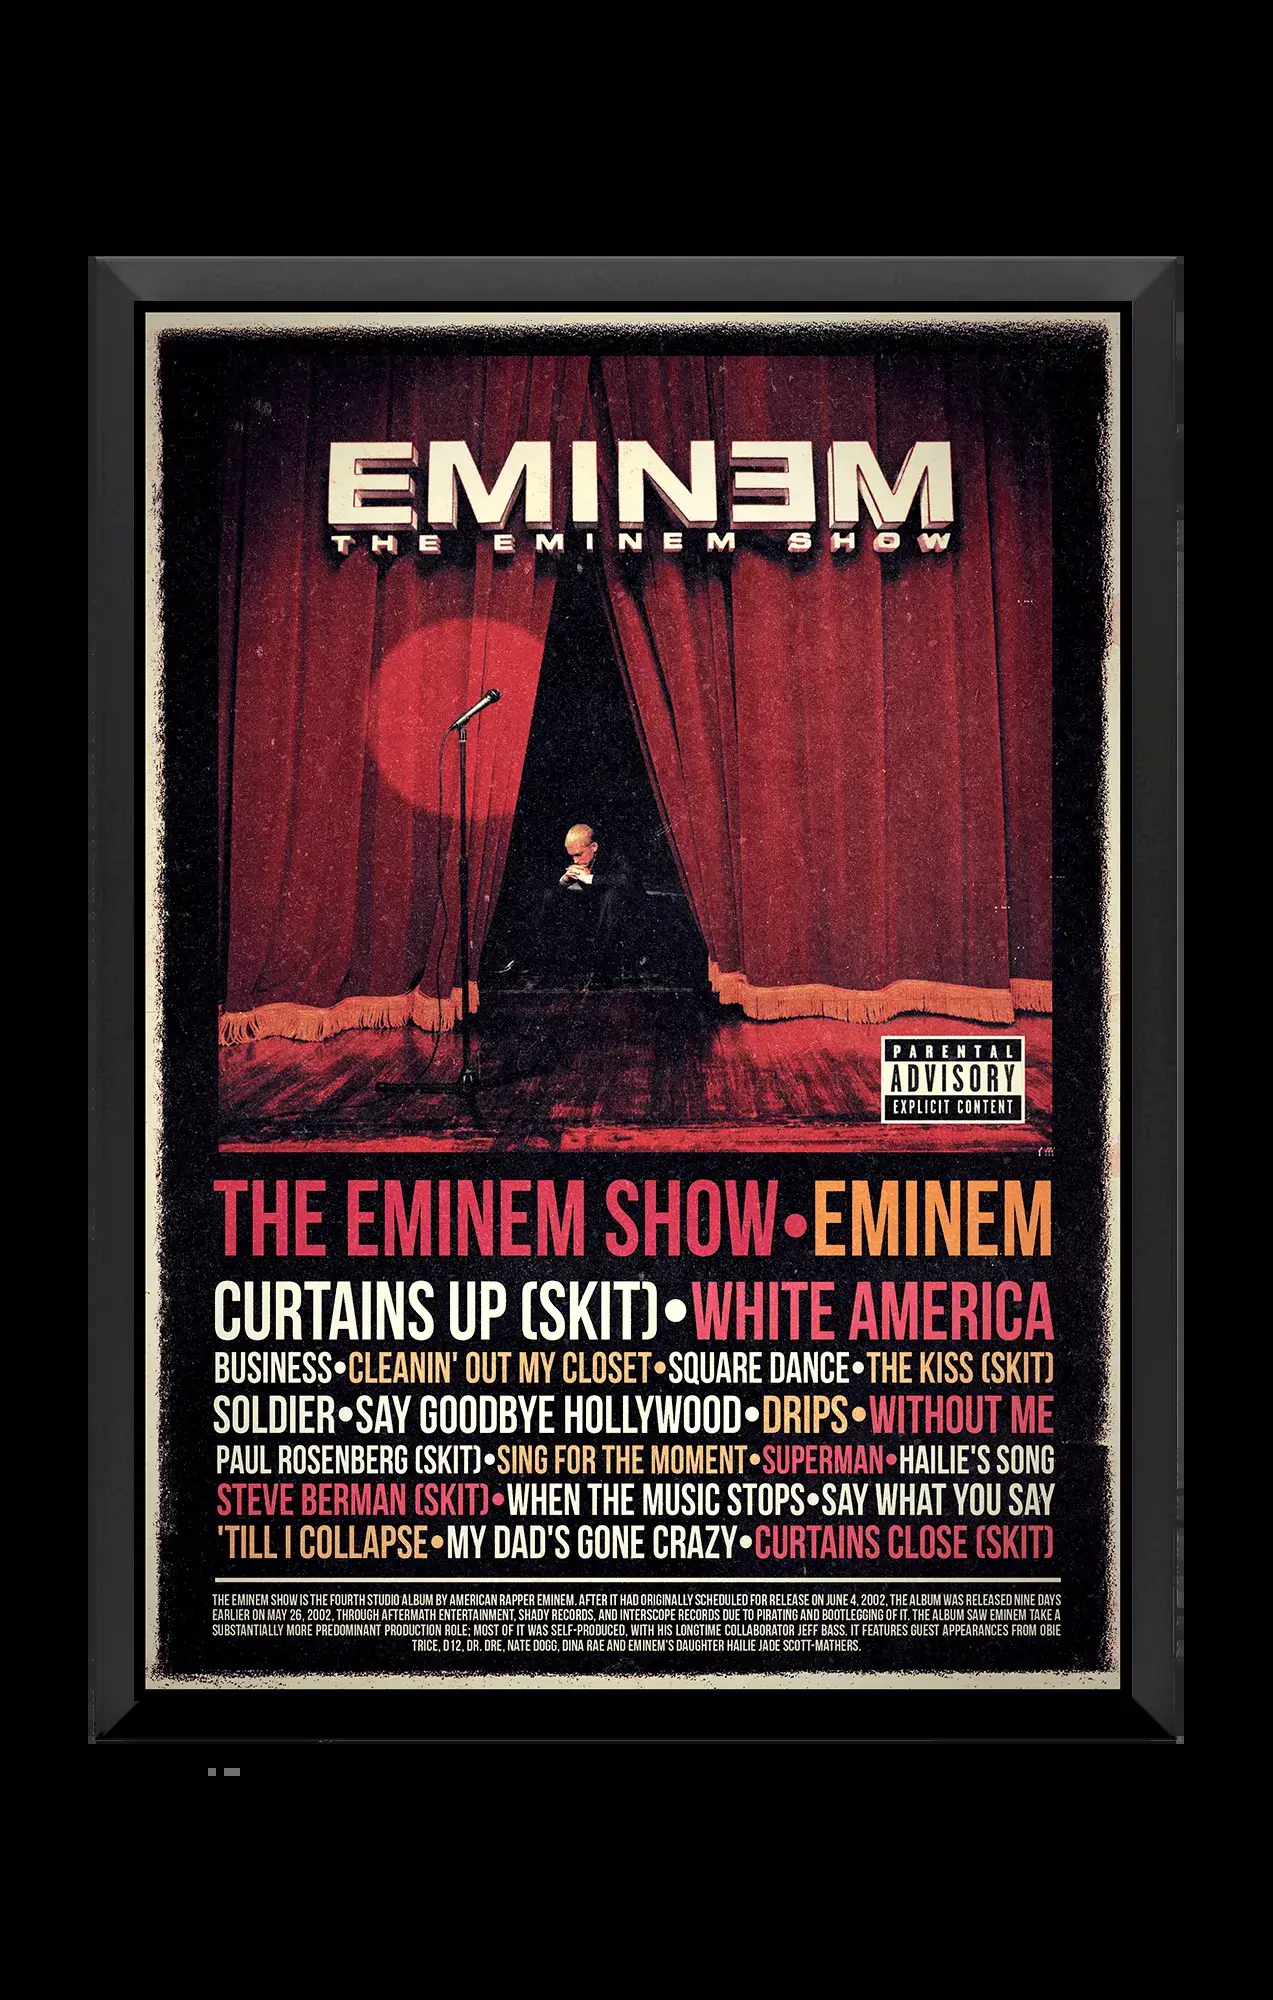 EMINEM
THE EMINEM SHOW
PARENTAL
ADVISORY
EXPLICIT CONTENT
THE EMINEM SHOW•EMINEM
CURTAINS UP (SKIT)•WHITE AMERICA
BUSINESS•CLEANIN' OUT MY CLOSET•SQUARE DANCE•THE KISS (SKIT)
SOLDIER•SAY GOODBYE HOLLYWOOD•DRIPS•WITHOUT ME
PAUL ROSENBERG (SKIT)•SING FOR THE MOMENT•SUPERMAN•HAILIE'S SONG
STEVE BERMAN (SKIT)•WHEN THE MUSIC STOPS•SAY WHAT YOU SAY
'TILL I COLLAPSE•MY DAD'S GONE CRAZY•CURTAINS CLOSE (SKIT)
THE EMINEM SHOW IS THE FOURTH STUDIO ALBUM BY AMERICAN RAPPER EMINEM. AFTER IT HAD ORIGINALLY SCHEDULED FOR RELEASE ON JUNE 4, 2002, THE ALBUM WAS RELEASED NINE DAYS
EARLIER ON MAY 26, 2002, THROUGH AFTERMATH ENTERTAINMENT, SHADY RECORDS, AND INTERSCOPE RECORDS DUE TO PIRATING AND BOOTLEGGING OF IT. THE ALBUM SAW EMINEM TAKE A
SUBSTANTIALLY MORE PREDOMINANT PRODUCTION ROLE; MOST OF IT WAS SELF-PRODUCED, WITH HIS LONGTIME COLLABORATOR JEFF BASS. IT FEATURES GUEST APPEARANCES FROM OBIE
TRICE, D12, DR. DRE, NATE DOGG, DINA RAE AND EMINEM'S DAUGHTER HAILIE JADE SCOTT-MATHERS.